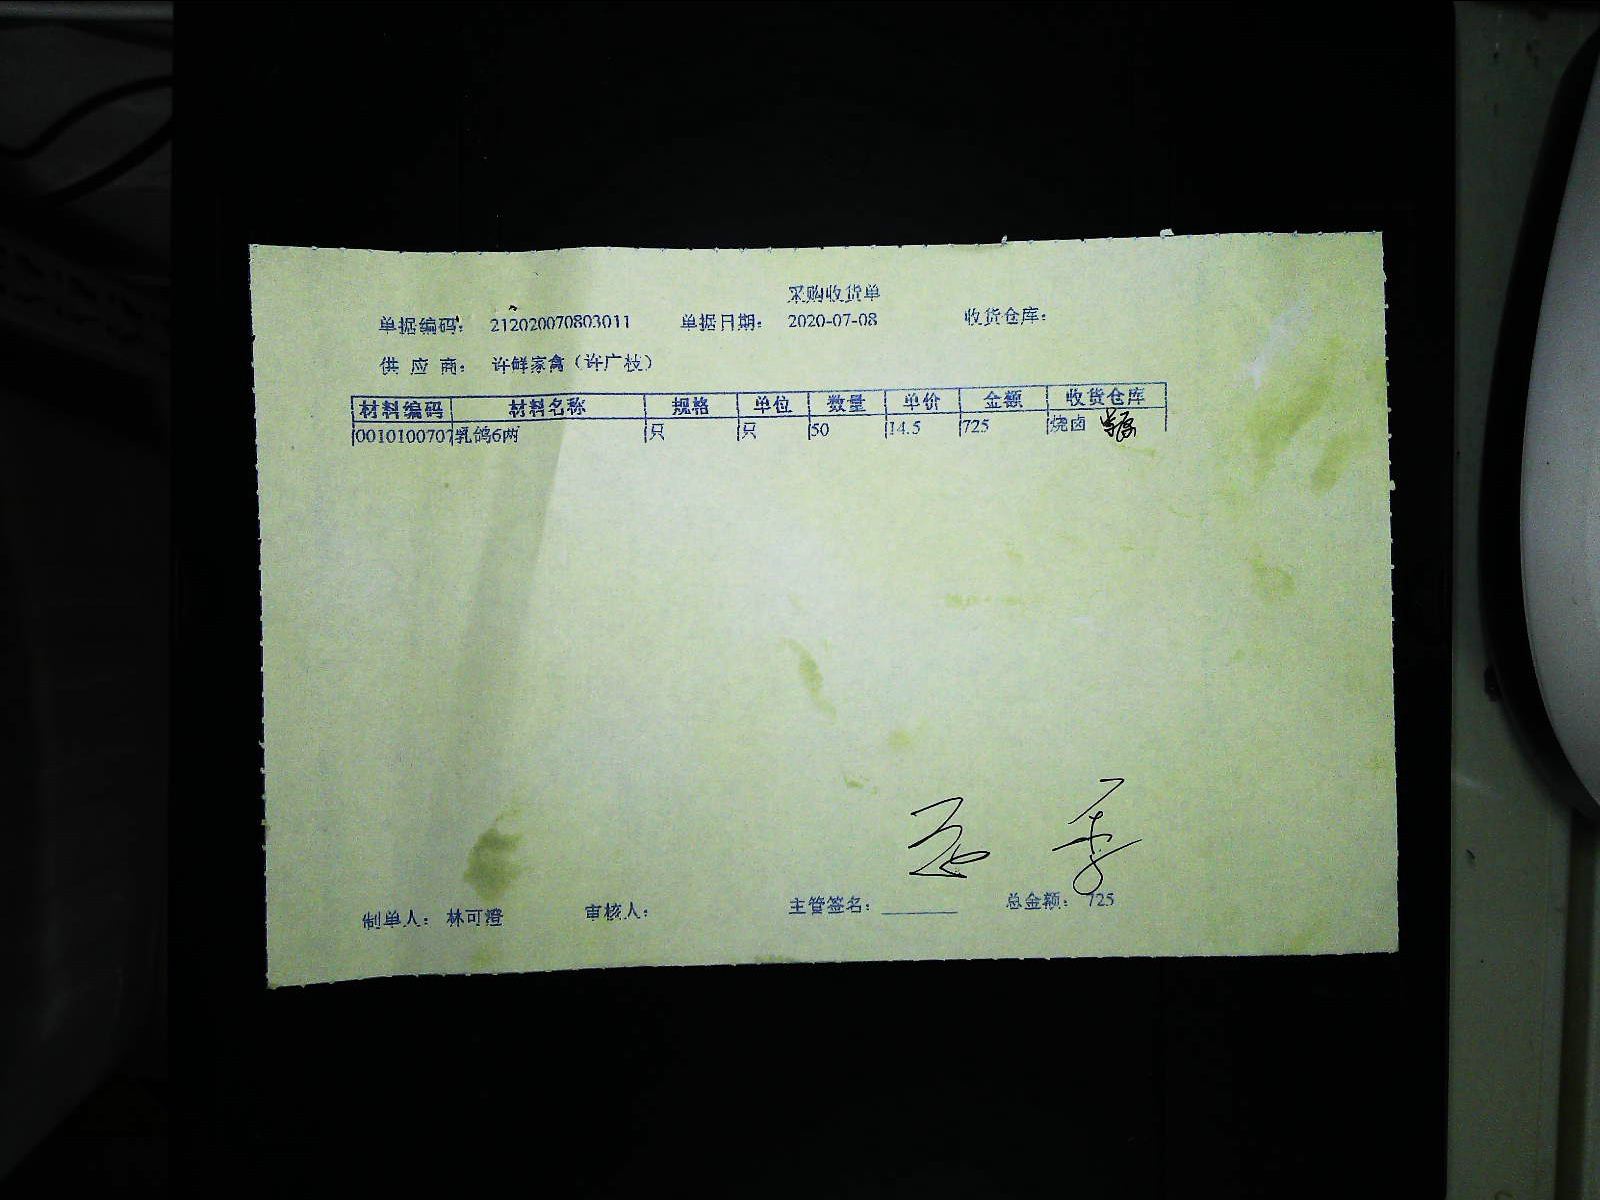 采购收货单
单据编码： 212020070803011 单据日期： 2020-07-08 收货仓库：
供 应 商： 许鲜家禽（许广枝）
材料编码 材料名称 规格 单位 数量 单价 金额 收货仓库
0010100707 乳鸽6两 只 只 50 14.5 725 烧卤
制单人： 林可澄 审核人： 主管签名： 总金额： 725